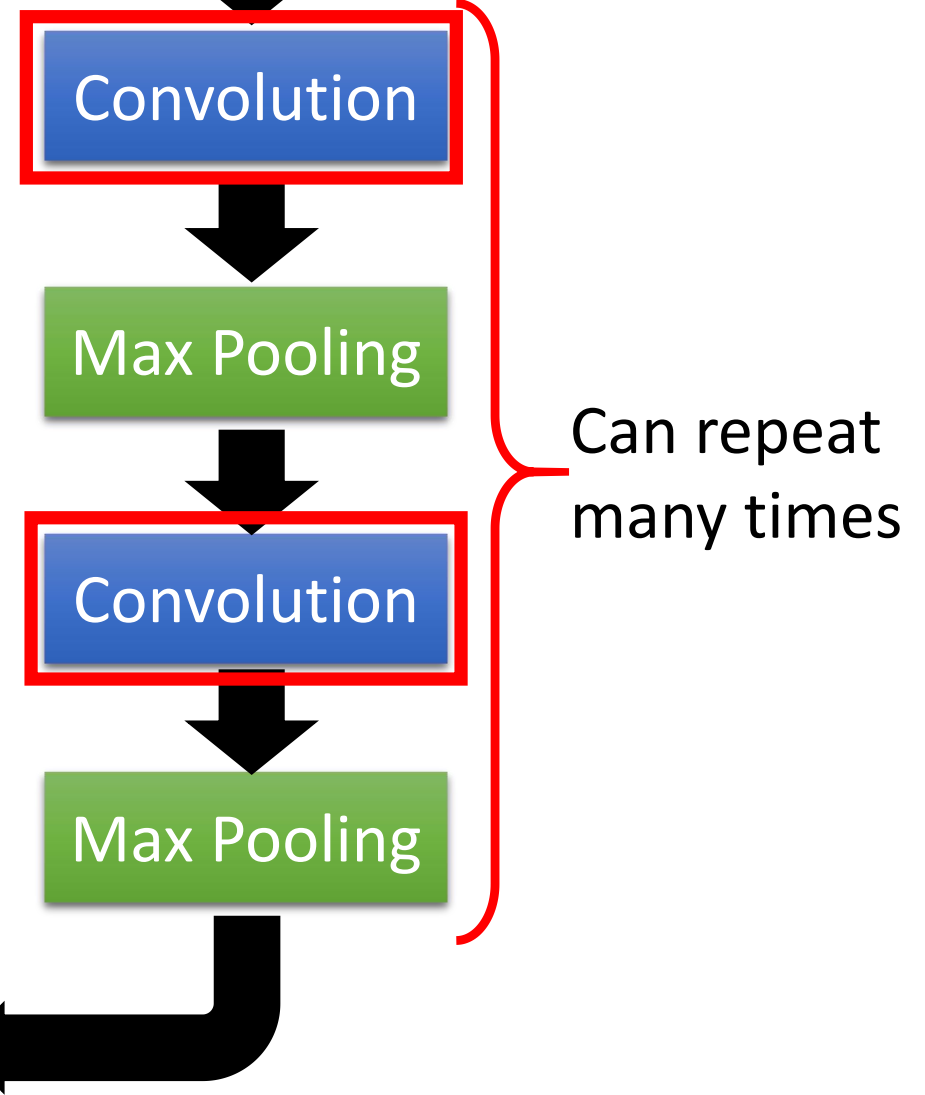 Convolution
Max Pooling
Can repeat
many times
Convolution
Max Pooling